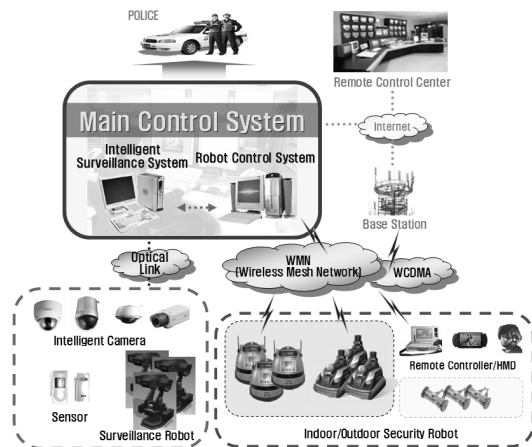 POLICE
Remote Control Center
Main Control System
Internet
Intelligent
Surveillance System
Robot Control System
Base Station
Optical
Link
WMN
(Wireless Mesh Network)
WCDMA
Intelligent Camera
Remote Controller/HMD
Sensor
Surveillance Robot
Indoor/Outdoor Security Robot